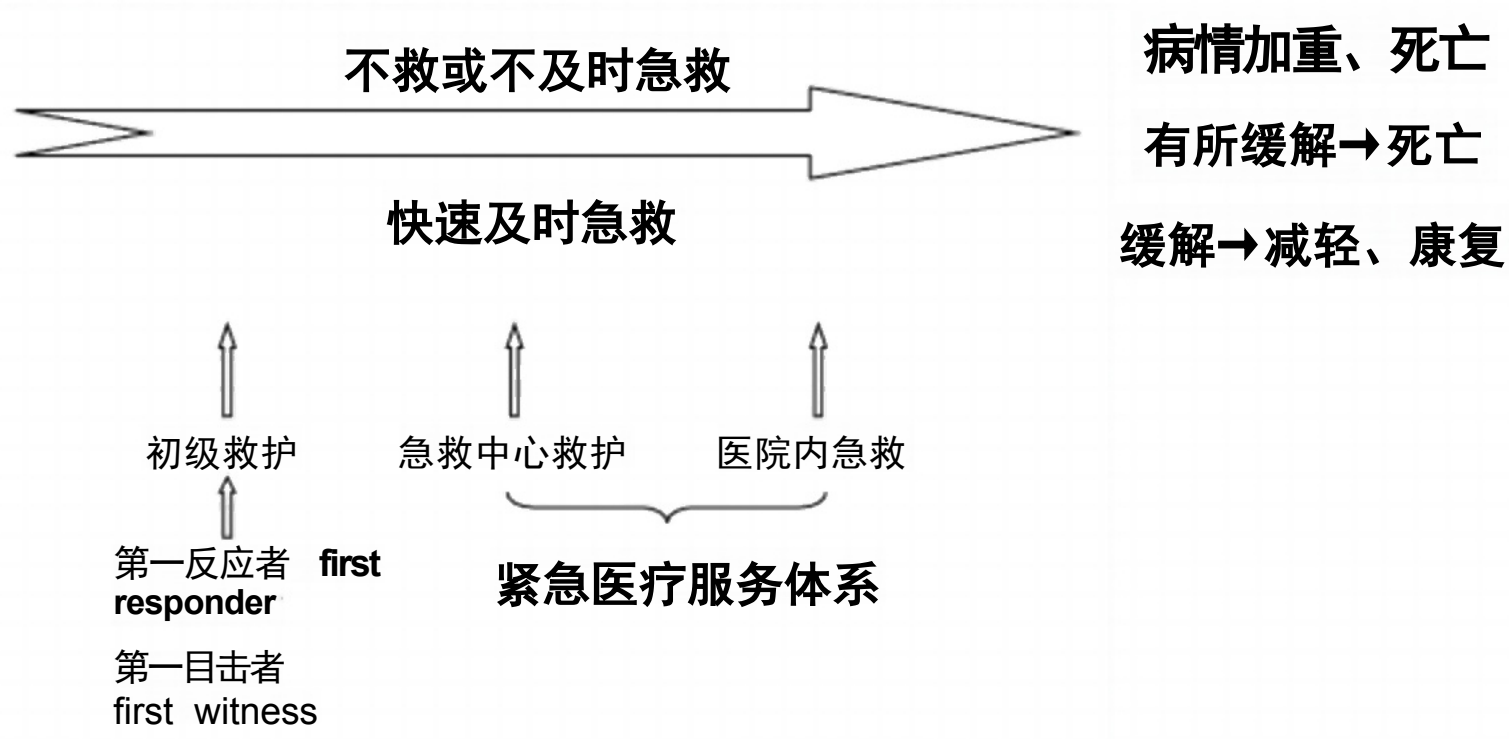 不救或不及时急救
病情加重、死亡
有所缓解→死亡
快速及时急救
缓解→减轻、康复
初级救护
急救中心救护
医院内急救
第一反应者 first
responder
紧急医疗服务体系
第一目击者
first witness